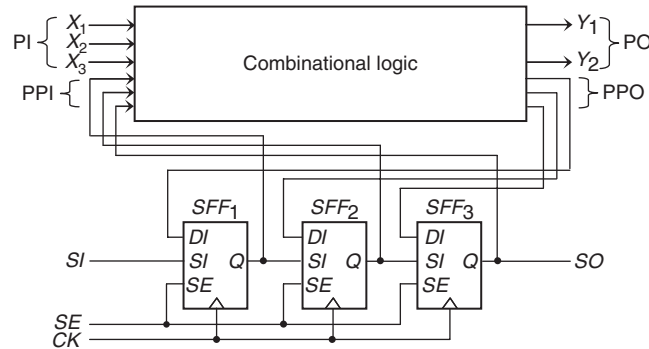 PI X1 Y1 PO
X2
X3 Combinational logic Y2
PPI PPO
SFF1 SFF2 SFF3
DI DI DI
SI SI Q SI Q SI Q SO
SE SE SE
SE
CK